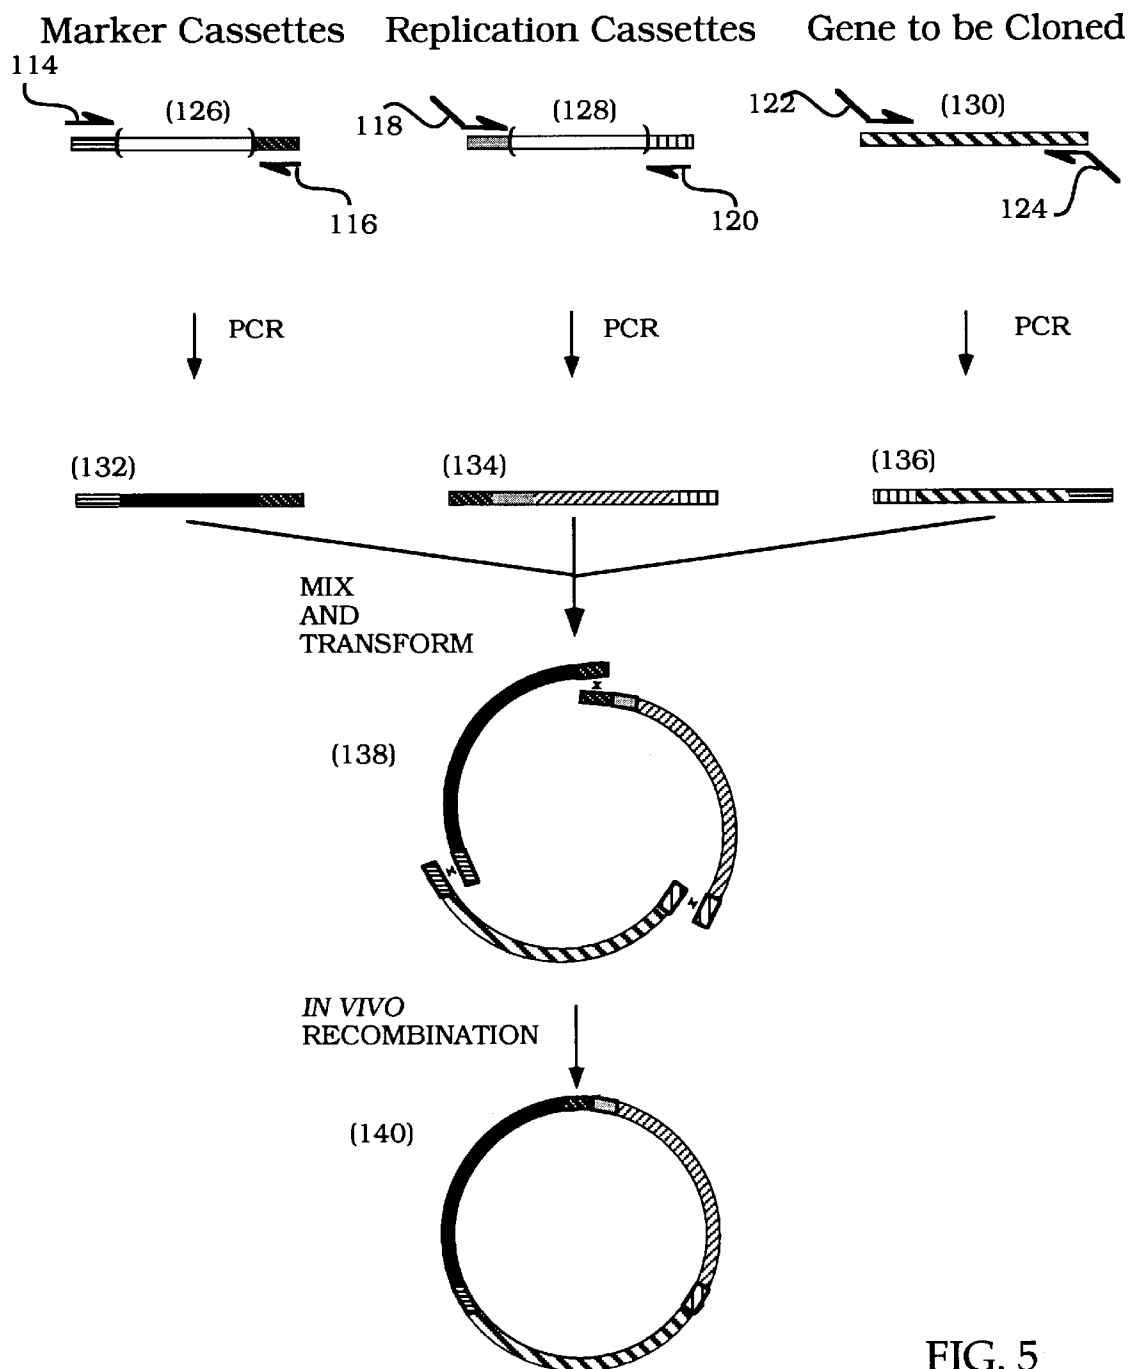 Marker Cassettes
Replication Cassettes
Gene to be Cloned
114
(126)
116
118
(128)
120
122
(130)
124
PCR
PCR
PCR
(132)
(134)
(136)
MIX
AND
TRANSFORM
(138)
IN VIVO
RECOMBINATION
(140)
FIG. 5